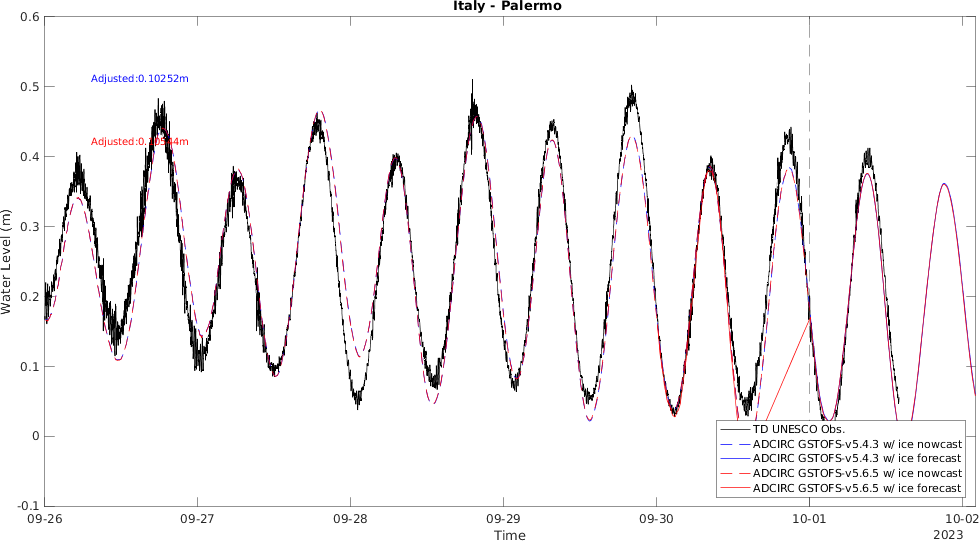 Italy - Palermo
0.6
0.5
0.4
0.3
0.2
0.1
0
-0.1
Water Level (m)
Adjusted:0.10252m
TD UNESCO Obs.
ADCIRC GSTOFS-v5.4.3 w/ ice nowcast
ADCIRC GSTOFS-v5.4.3 w/ ice forecast
ADCIRC GSTOFS-v5.6.5 w/ ice nowcast
ADCIRC GSTOFS-v5.6.5 w/ ice forecast
09-26 09-27 09-28 09-29 09-30 10-01 10-02
Time
2023